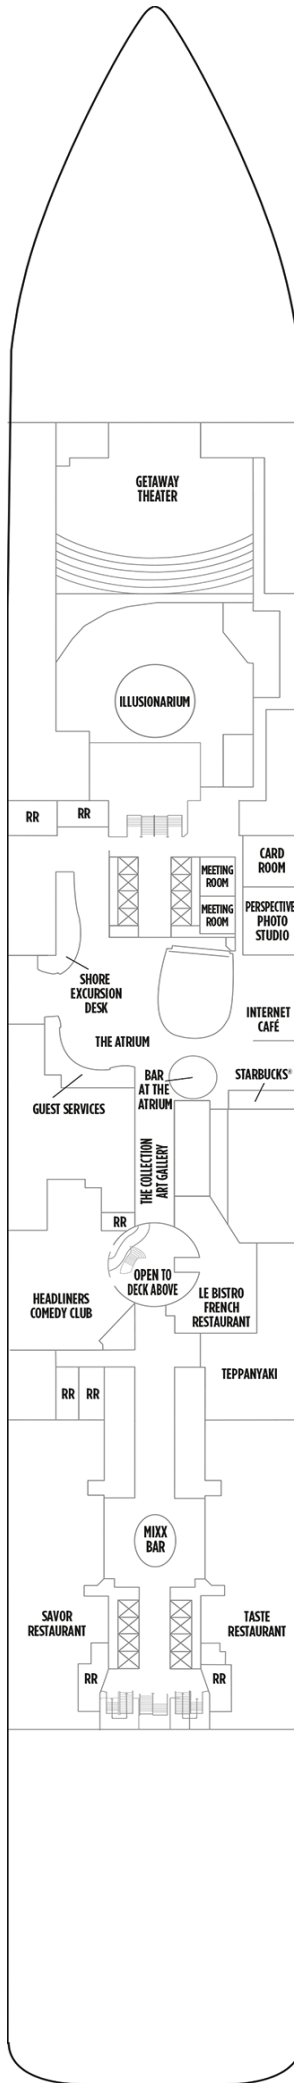 GETAWAY
THEATER
ILLUSIONARIUM
RR
RR
MEETING
ROOM
MEETING
ROOM
CARD
ROOM
PERSPECTIVES
PHOTO
STUDIO
SHORE
EXCURSION
DESK
INTERNET
CAFÉ
THE ATRIUM
BAR
AT THE
ATRIUM
STARBUCKS®
GUEST SERVICES
THE COLLECTION
ART GALLERY
RR
OPEN TO
DECK ABOVE
HEADLINERS
COMEDY CLUB
LE BISTRO
FRENCH
RESTAURANT
TEPPANYAKI
RR
RR
MIXX
BAR
SAVOR
RESTAURANT
TASTE
RESTAURANT
RR
RR